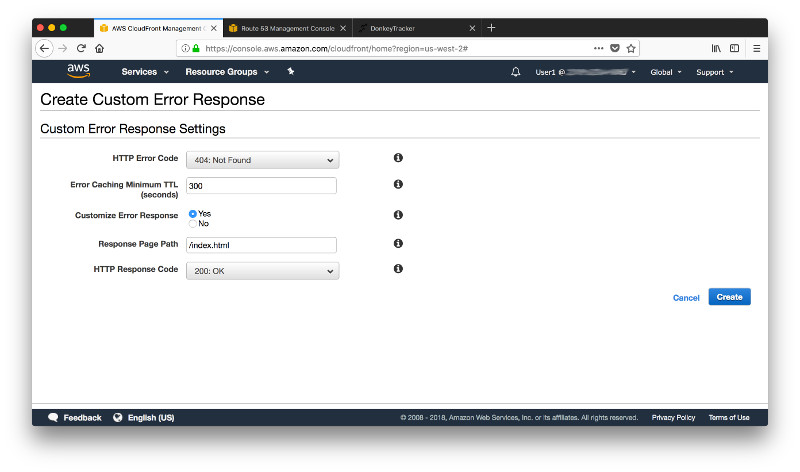 AWS CloudFront Management C
Route 53 Management Console
DonkeyTracker
https://console.aws.amazon.com/cloudfront/home?region=us-west-2#
aws
Services
Resource Groups
User1 @
Global
Support
Create Custom Error Response
Custom Error Response Settings
HTTP Error Code
404: Not Found
Error Caching Minimum TTL
(seconds)
300
Customize Error Response
Yes
No
Response Page Path
/index.html
HTTP Response Code
200: OK
Cancel
Create
Feedback
English (US)
© 2008 - 2018, Amazon Web Services, Inc. or its affiliates. All rights reserved.
Privacy Policy
Terms of Use